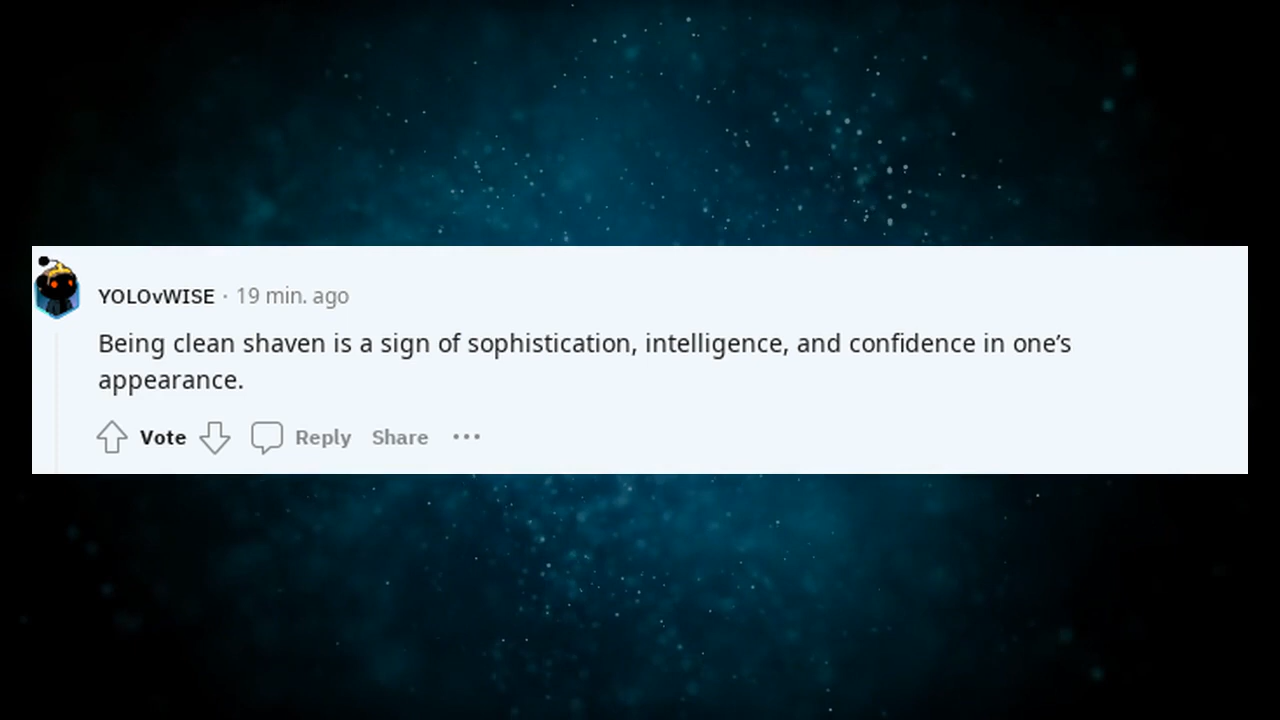 YOLOvWISE · 19 min. ago
Being clean shaven is a sign of sophistication, intelligence, and confidence in one’s
appearance.
Vote Reply Share